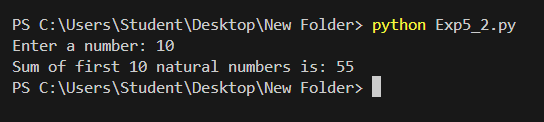 PS C:\Users\Student\Desktop\New Folder> python Exp5_2.py
Enter a number: 10
Sum of first 10 natural numbers is: 55
PS C:\Users\Student\Desktop\New Folder>